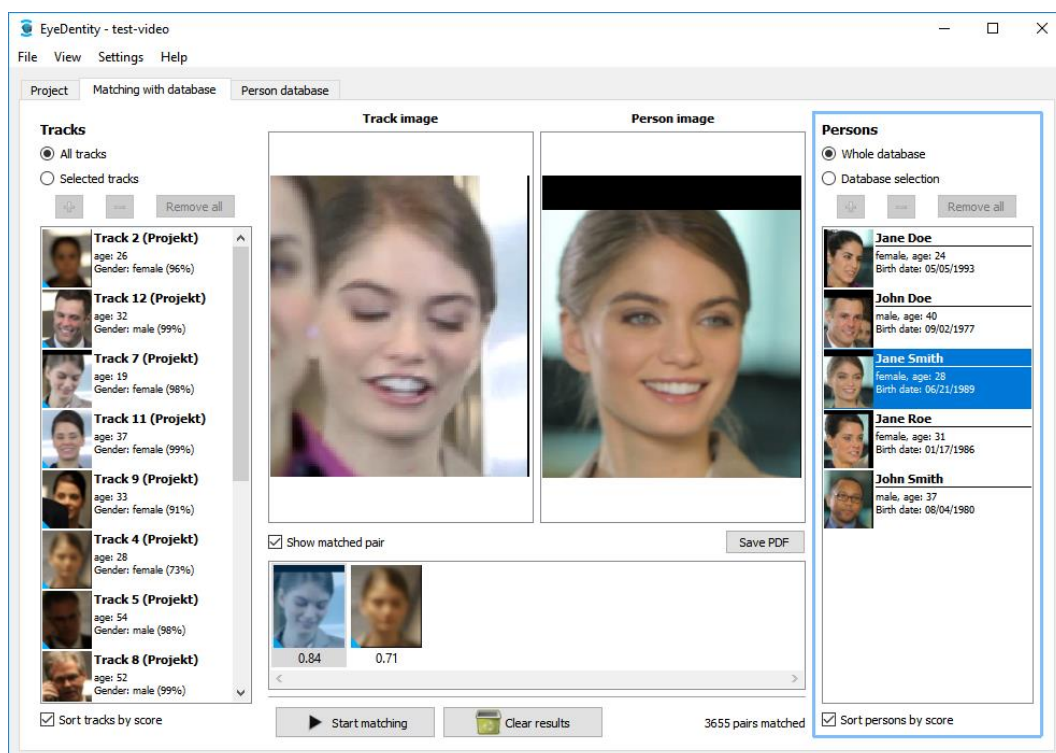 EyeDentity - test-video
File View Settings Help
Project Matching with database Person database
Tracks
All tracks
Selected tracks
Remove all
Track 2 (Projekt)
age: 26
Gender: female (96%)
Track 12 (Projekt)
age: 32
Gender: male (99%)
Track 7 (Projekt)
age: 19
Gender: female (98%)
Track 11 (Projekt)
age: 37
Gender: female (99%)
Track 9 (Projekt)
age: 33
Gender: female (91%)
Track 4 (Projekt)
age: 28
Gender: female (73%)
Track 5 (Projekt)
age: 54
Gender: male (98%)
Track 8 (Projekt)
age: 52
Gender: male (99%)
Sort tracks by score
Track image
Person image
Show matched pair
Save PDF
0.84
0.71
Start matching
Clear results
3655 pairs matched
Persons
Whole database
Database selection
Remove all
Jane Doe
female, age: 24
Birth date: 05/05/1993
John Doe
male, age: 40
Birth date: 09/02/1977
Jane Smith
female, age: 28
Birth date: 06/21/1989
Jane Roe
female, age: 31
Birth date: 01/17/1986
John Smith
male, age: 37
Birth date: 08/04/1980
Sort persons by score